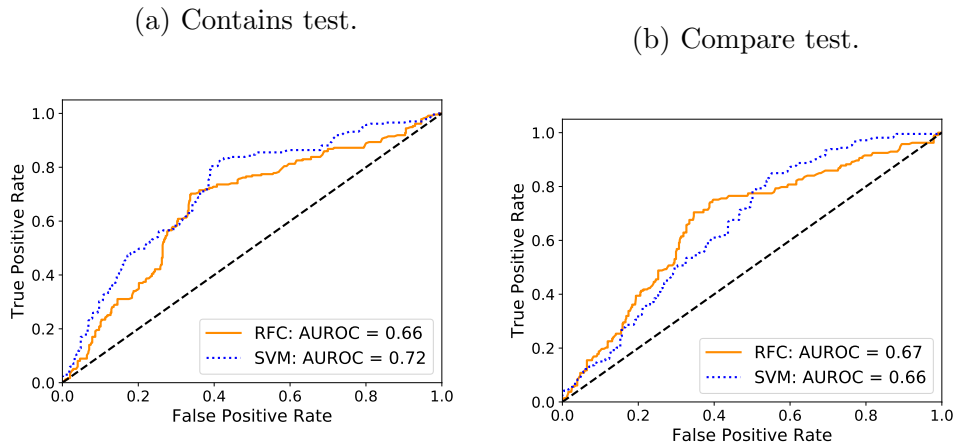 (a) Contains test.
1.0
0.8
0.6
0.4
0.2
0.0
True Positive Rate
RFC: AUROC = 0.66
SVM: AUROC = 0.72
0.0 0.2 0.4 0.6 0.8 1.0
False Positive Rate
(b) Compare test.
1.0
0.8
0.6
0.4
0.2
0.0
True Positive Rate
RFC: AUROC = 0.67
SVM: AUROC = 0.66
0.0 0.2 0.4 0.6 0.8 1.0
False Positive Rate